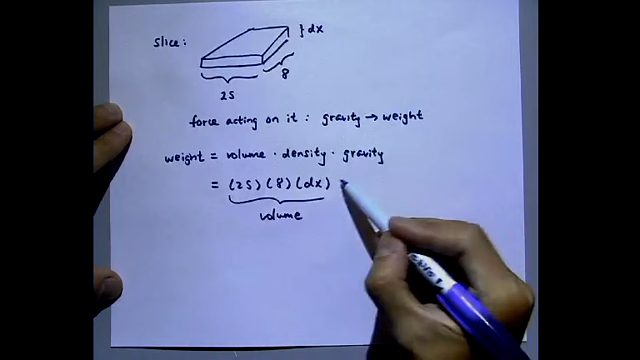 slice:
} dx
8
25
force acting on it : gravity → weight
weight = volume · density · gravity
= (25) (8) (dx)
volume